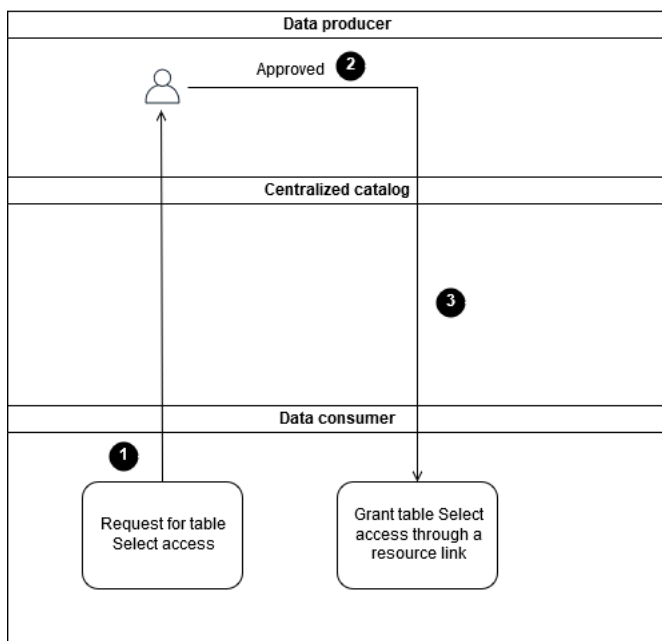 Data producer
Approved 2
Centralized catalog
3
Data consumer
1
Request for table
Select access
Grant table Select
access through a
resource link